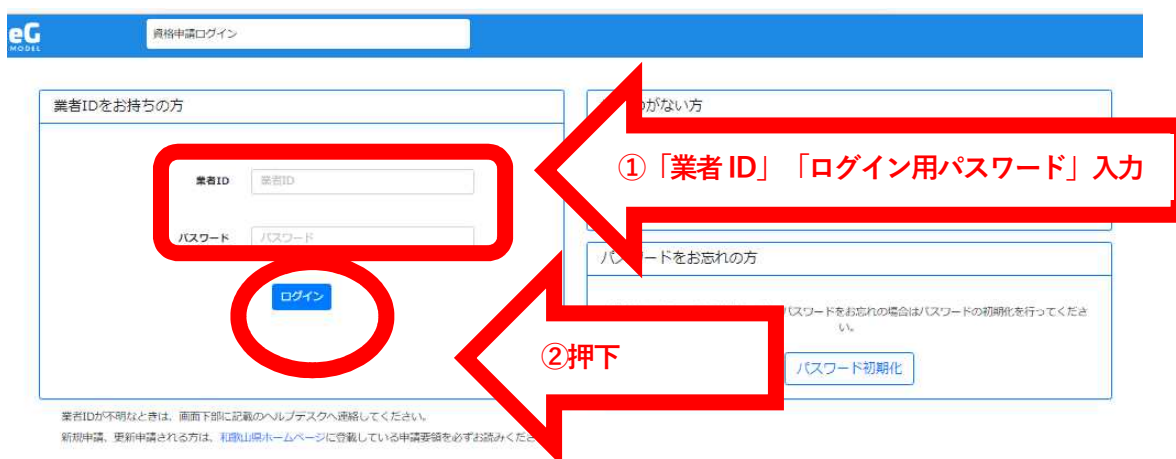 eG
MODEL
資格申請ログイン
業者IDをお持ちの方
業者ID
業者ID
パスワード
パスワード
ログイン
がない方
①「業者 ID」「ログイン用パスワード」入力
パスワードをお忘れの方
パスワードをお忘れの場合はパスワードの初期化を行ってくださ
い。
パスワード初期化
②押下
業者IDが不明なときは、画面下部に記載のヘルプデスクへ連絡してください。
新規申請、更新申請される方は、和歌山県ホームページに登載している申請要領を必ずお読みくださ